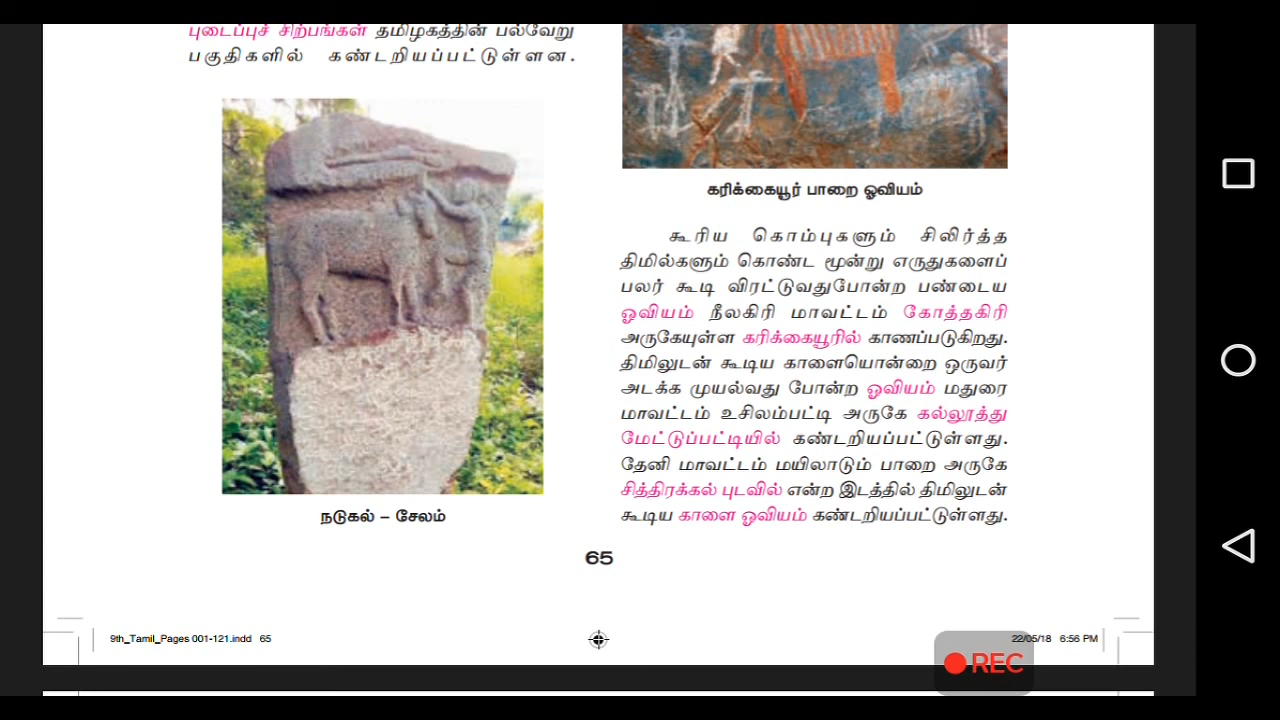 புடைப்புச் சிற்பங்கள் தமிழகத்தின் பல்வேறு
பகுதிகளில் கண்டறியப்பட்டுள்ளன.
நடுகல் – சேலம்
கரிக்கையூர் பாறை ஓவியம்
கூரிய கொம்புகளும் சிலிர்த்த
திமில்களும் கொண்ட மூன்று எருதுகளைப்
பலர் கூடி விரட்டுவதுபோன்ற பண்டைய
ஓவியம் நீலகிரி மாவட்டம் கோத்தகிரி
அருகேயுள்ள கரிக்கையூரில் காணப்படுகிறது.
திமிலுடன் கூடிய காளையொன்றை ஒருவர்
அடக்க முயல்வது போன்ற ஓவியம் மதுரை
மாவட்டம் உசிலம்பட்டி அருகே கல்லூத்து
மேட்டுப்பட்டியில் கண்டறியப்பட்டுள்ளது.
தேனி மாவட்டம் மயிலாடும் பாறை அருகே
சித்திரக்கல் புடவில் என்ற இடத்தில் திமிலுடன்
கூடிய காளை ஓவியம் கண்டறியப்பட்டுள்ளது.
65
9th_Tamil_Pages 001-121.indd 65
22/05/18 6:56 PM
REC